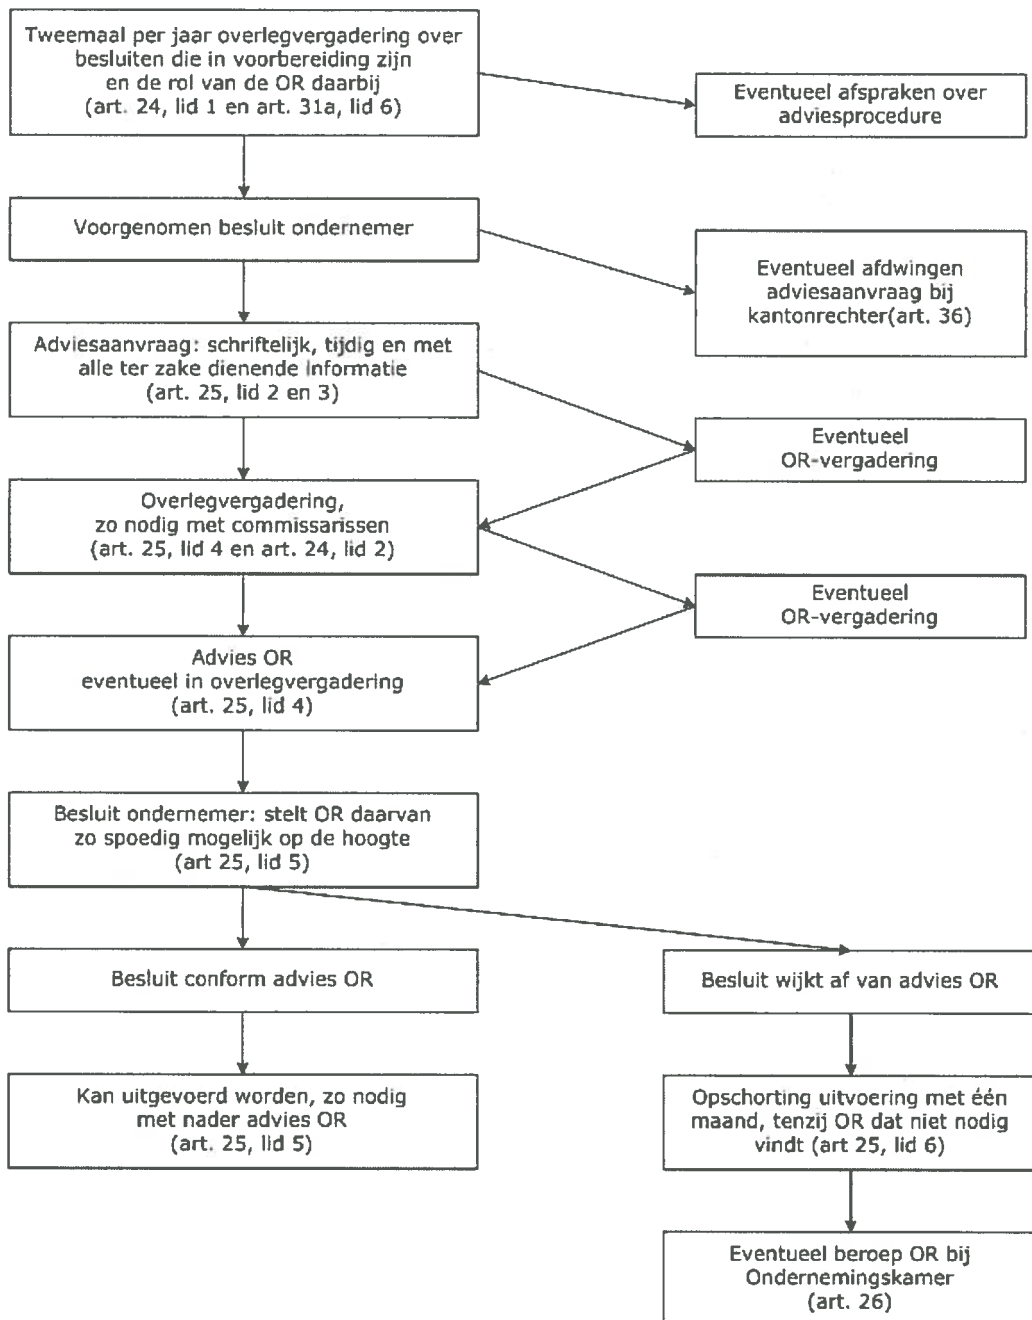 Tweemaal per jaar overlegvergadering over
besluiten die in voorbereiding zijn
en de rol van de OR daarbij
(art. 24, lid 1 en art. 31a, lid 6)
Eventueel afspraken over
adviesprocedure
Voorgenomen besluit ondernemer
Eventueel afdwingen
adviesaanvraag bij
kantonrechter(art. 36)
Adviesaanvraag: schriftelijk, tijdig en met
alle ter zake dienende informatie
(art. 25, lid 2 en 3)
Eventueel
OR-vergadering
Overlegvergadering,
zo nodig met commissarissen
(art. 25, lid 4 en art. 24, lid 2)
Eventueel
OR-vergadering
Advies OR
eventueel in overlegvergadering
(art. 25, lid 4)
Besluit ondernemer: stelt OR daarvan
zo spoedig mogelijk op de hoogte
(art 25, lid 5)
Besluit conform advies OR
Besluit wijkt af van advies OR
Kan uitgevoerd worden, zo nodig
met nader advies OR
(art. 25, lid 5)
Opschorting uitvoering met één
maand, tenzij OR dat niet nodig
vindt (art 25, lid 6)
Eventueel beroep OR bij
Ondernemingskamer
(art. 26)